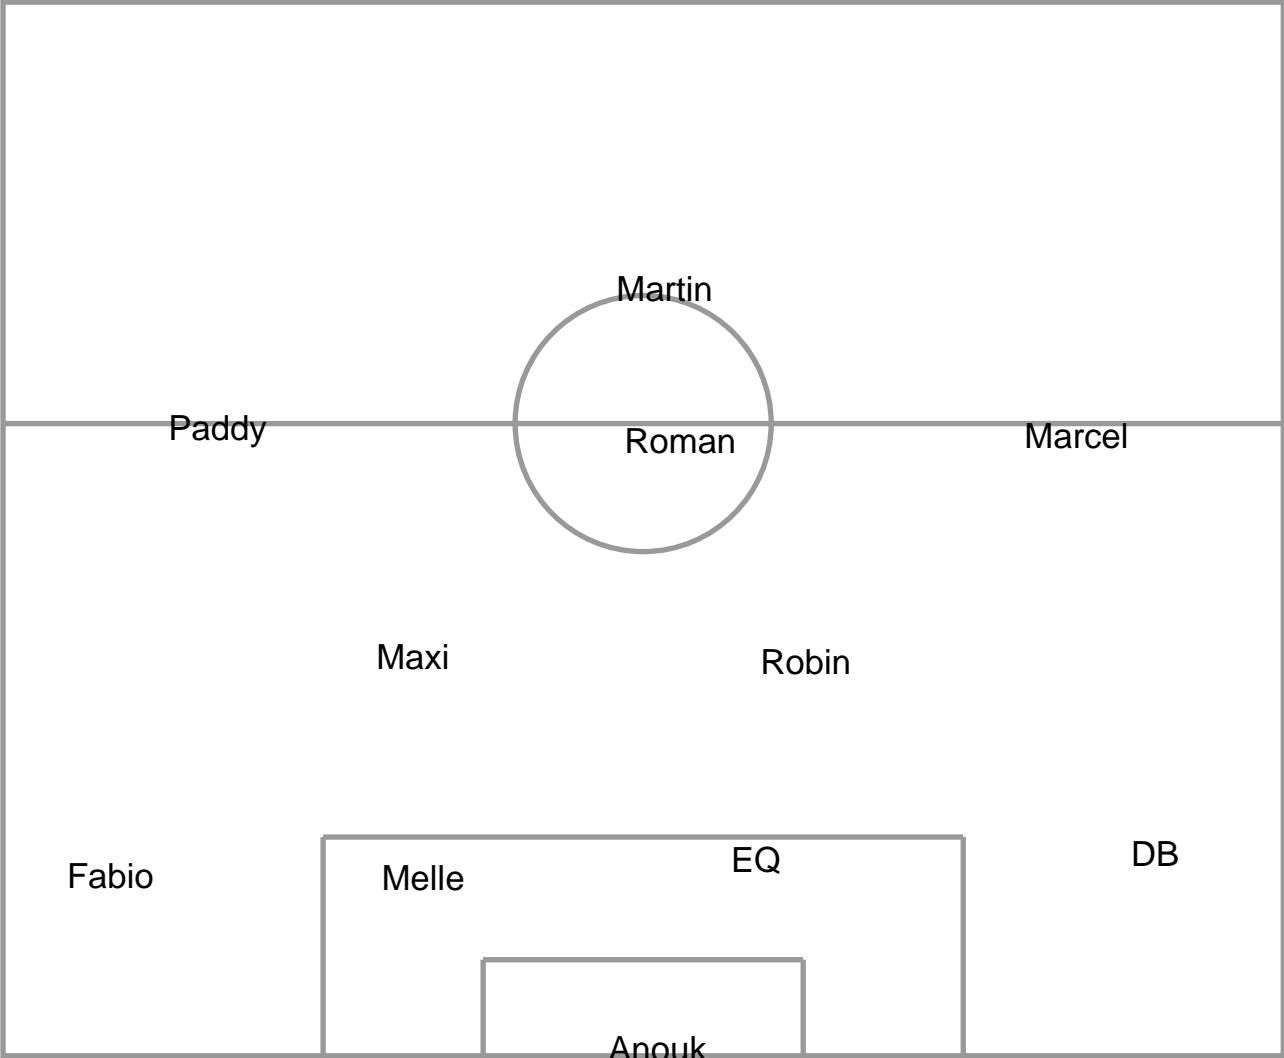 Martin
Paddy
Roman
Marcel
Maxi
Robin
Fabio
Melle
EQ
DB
Anouk